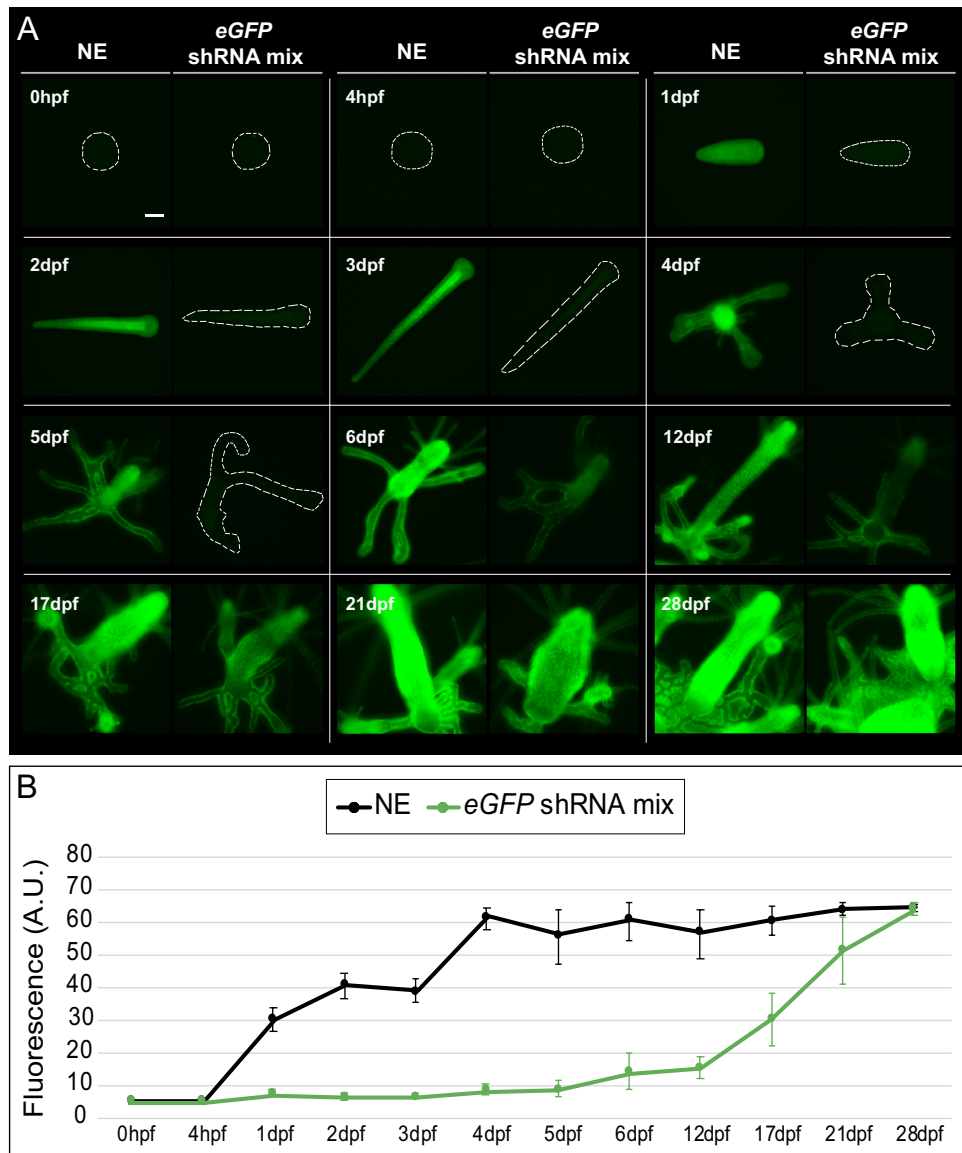 A
NE
eGFP
shRNA mix
NE
eGFP
shRNA mix
NE
eGFP
shRNA mix
0hpf
4hpf
1dpf
2dpf
3dpf
4dpf
5dpf
6dpf
12dpf
17dpf
21dpf
28dpf
B
NE
eGFP shRNA mix
Fluorescence (A.U.)
80
70
60
50
40
30
20
10
0
0hpf 4hpf 1dpf 2dpf 3dpf 4dpf 5dpf 6dpf 12dpf 17dpf 21dpf 28dpf